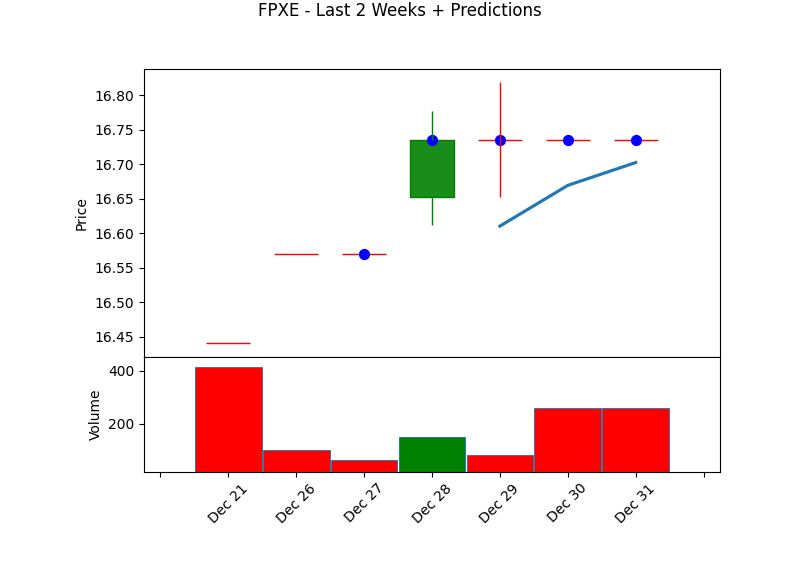 FPXE - Last 2 Weeks + Predictions
16.80
16.75
16.70
16.65
16.60
16.55
16.50
16.45
Price
400
200
Volume
Dec 21
Dec 26
Dec 27
Dec 28
Dec 29
Dec 30
Dec 31